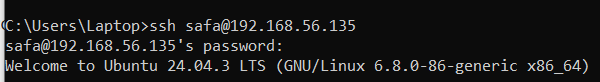 C:\Users\Laptop>ssh safa@192.168.56.135
safa@192.168.56.135's password:
Welcome to Ubuntu 24.04.3 LTS (GNU/Linux 6.8.0-86-generic x86_64)